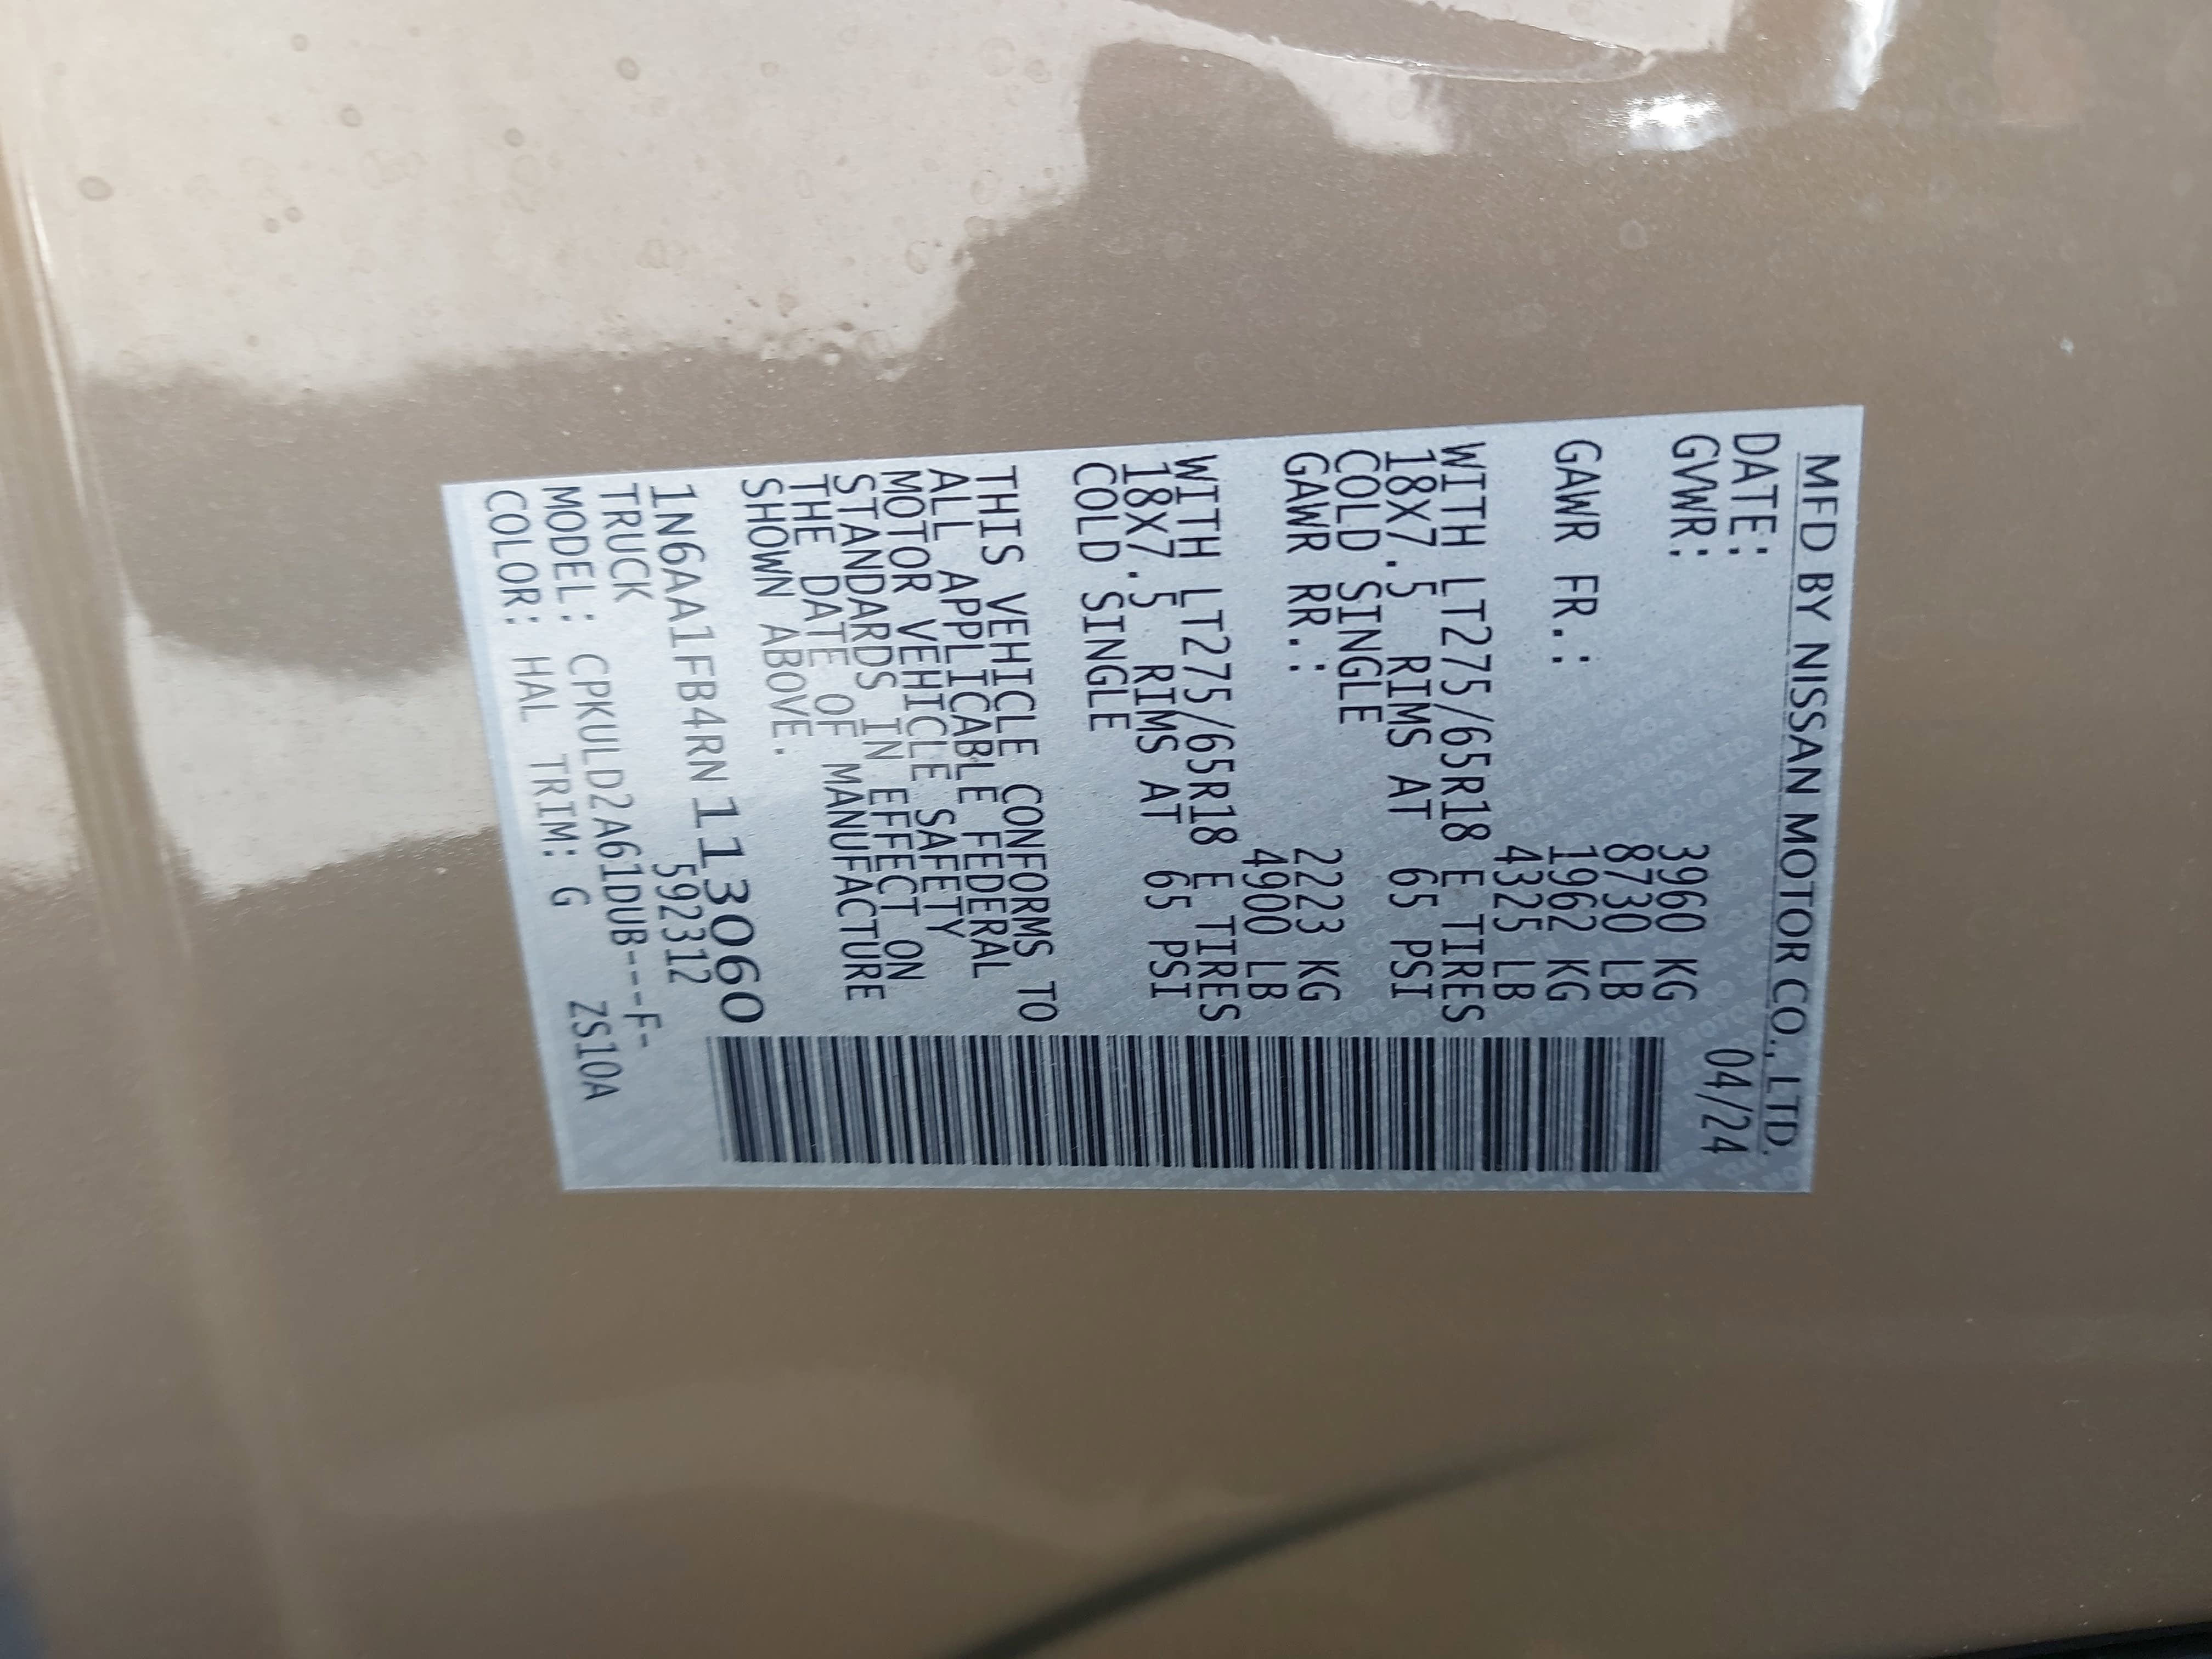 MFD BY NISSAN MOTOR CO., LTD.
DATE: 04/24
GVWR: 3960 KG
8730 LB
GAWR FR.: 1962 KG
4325 LB
WITH LT275/65R18 E TIRES
18X7.5 RIMS AT 65 PSI
COLD SINGLE
GAWR RR.: 2223 KG
4900 LB
WITH LT275/65R18 E TIRES
18X7.5 RIMS AT 65 PSI
COLD SINGLE
THIS VEHICLE CONFORMS TO
ALL APPLICABLE FEDERAL
MOTOR VEHICLE SAFETY
STANDARDS IN EFFECT ON
THE DATE OF MANUFACTURE
SHOWN ABOVE.
1N6AA1FB4RN113060
TRUCK 592312
MODEL: CPKULD2A61DUB---F-
COLOR: HAL TRIM: G ZS10A